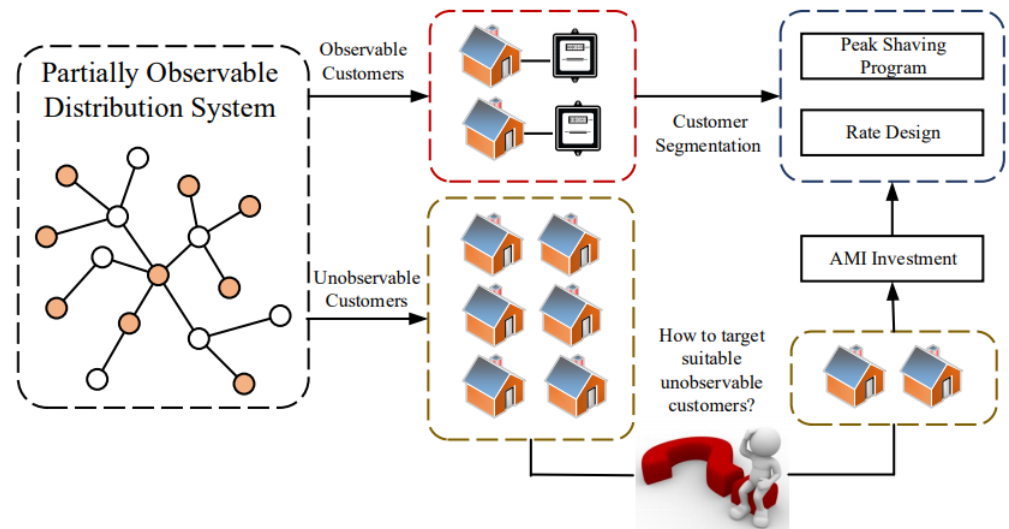 Partially Observable
Distribution System
Observable
Customers
Unobservable
Customers
Customer
Segmentation
Peak Shaving
Program
Rate Design
AMI Investment
How to target
suitable
unobservable
customers?